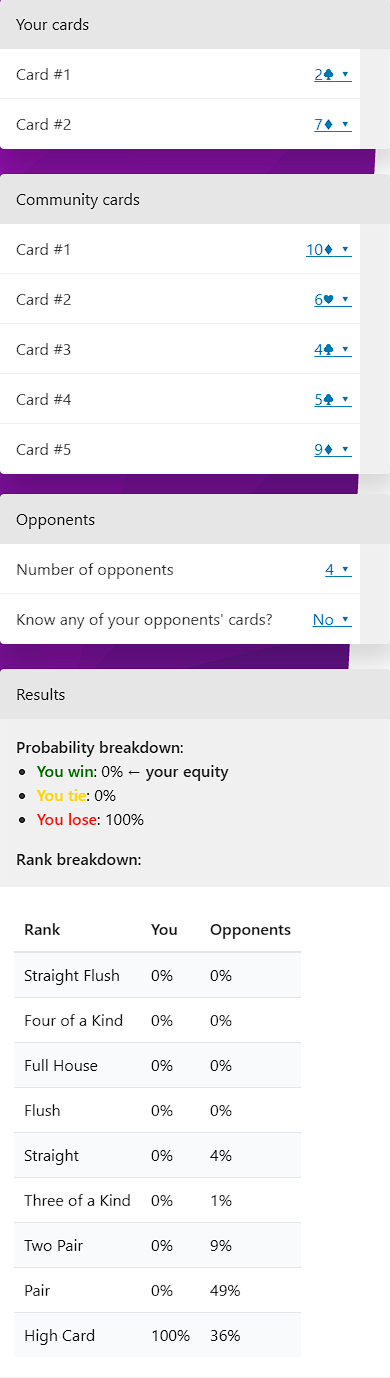 Your cards
Card #1 2♣ ▼
Card #2 7♦ ▼
Community cards
Card #1 10♦ ▼
Card #2 6♥ ▼
Card #3 4♣ ▼
Card #4 5♣ ▼
Card #5 9♦ ▼
Opponents
Number of opponents 4 ▼
Know any of your opponents' cards? No ▼
Results
Probability breakdown:
• You win: 0% ← your equity
• You tie: 0%
• You lose: 100%
Rank breakdown:
Rank You Opponents
Straight Flush 0% 0%
Four of a Kind 0% 0%
Full House 0% 0%
Flush 0% 0%
Straight 0% 4%
Three of a Kind 0% 1%
Two Pair 0% 9%
Pair 0% 49%
High Card 100% 36%